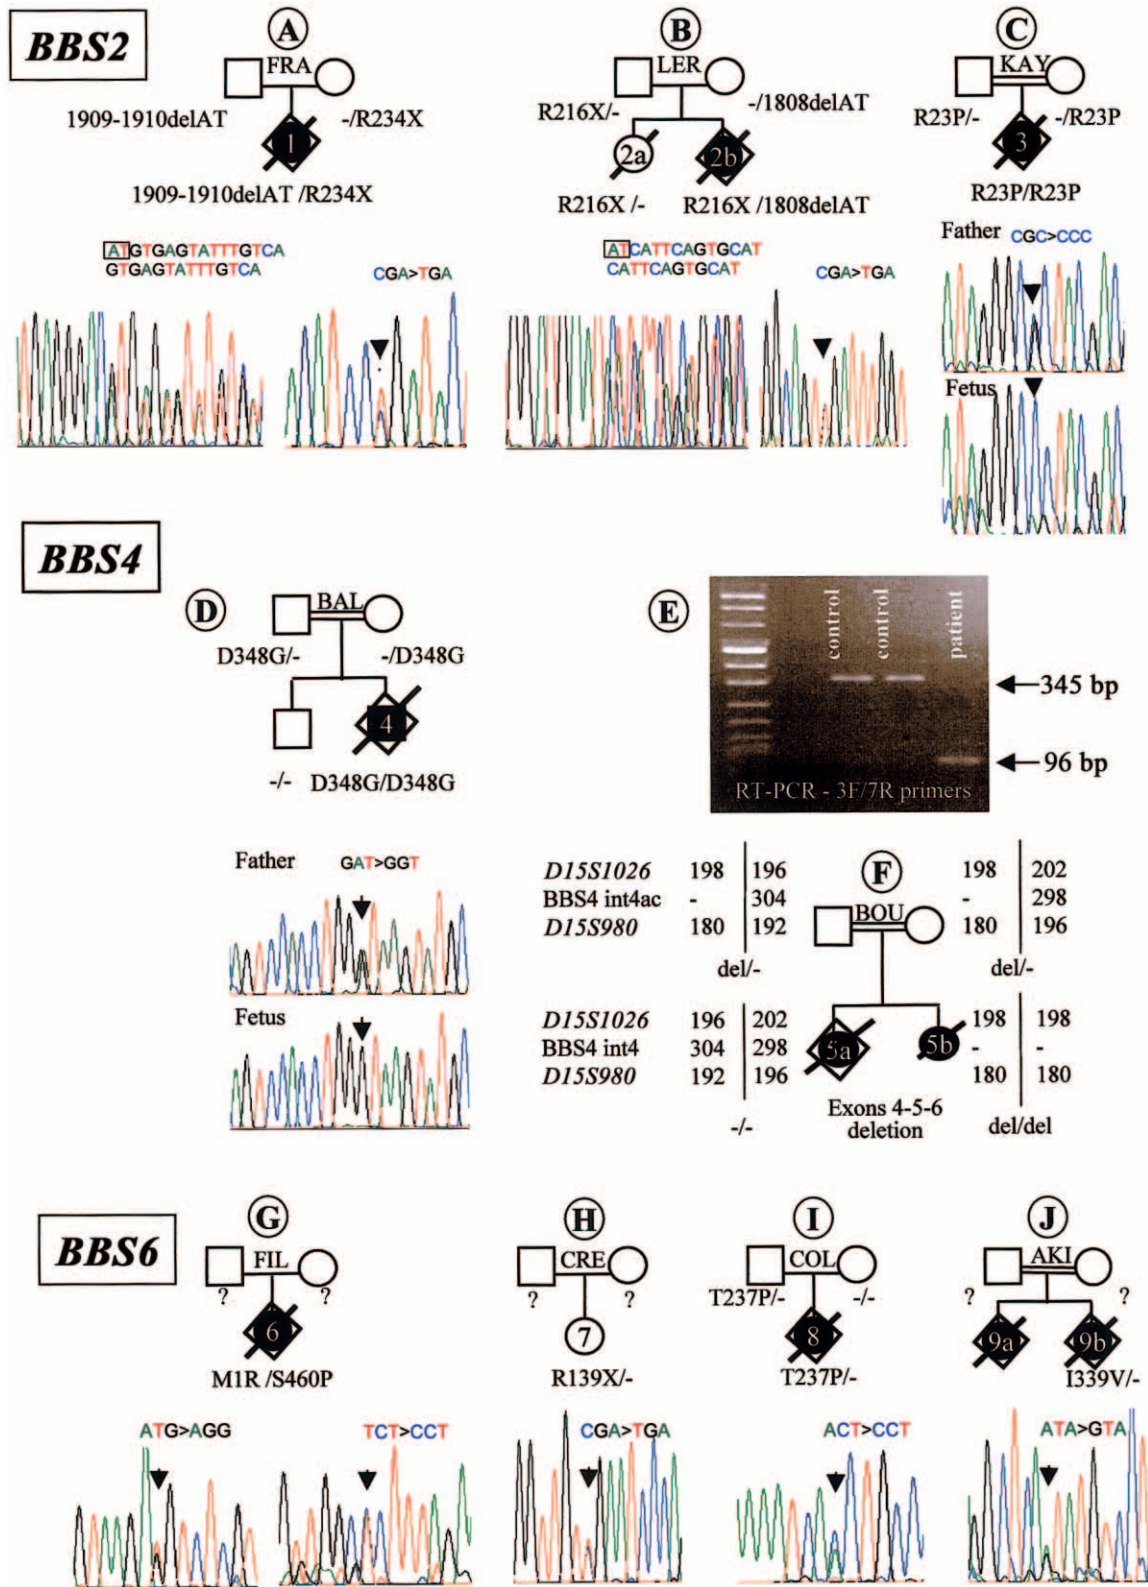 BBS2
A
FRA
1909-1910delAT
-/R234X
1
1909-1910delAT /R234X
ATGTGAGTATTTGTCA
GTGAGTATTTGTCA
CGA>TGA
B
LER
R216X/-
-/1808delAT
2a
2b
R216X /-
R216X /1808delAT
ATCATTCAGTGCAT
CATTCAGTGCAT
CGA>TGA
C
KAY
R23P/-
-/R23P
3
R23P/R23P
Father
CGC>CCC
Fetus
BBS4
D
BAL
D348G/-
-/D348G
4
-/-
D348G/D348G
Father
GAT>GGT
Fetus
E
control
control
patient
345 bp
96 bp
RT-PCR - 3F/7R primers
F
BOU
D15S1026 198 196
BBS4 int4ac - 304
D15S980 180 192
del/-
198 202
- 298
180 196
del/-
D15S1026 196 202
BBS4 int4 304 298
D15S980 192 196
-/-
5a
5b
Exons 4-5-6
deletion
198 198
- -
180 180
del/del
BBS6
G
FIL
?
?
6
M1R /S460P
ATG>AGG
TCT>CCT
H
CRE
?
?
7
R139X/-
CGA>TGA
I
COL
T237P/-
-/-
8
T237P/-
ACT>CCT
J
AKI
?
?
9a
9b
I339V/-
ATA>GTA